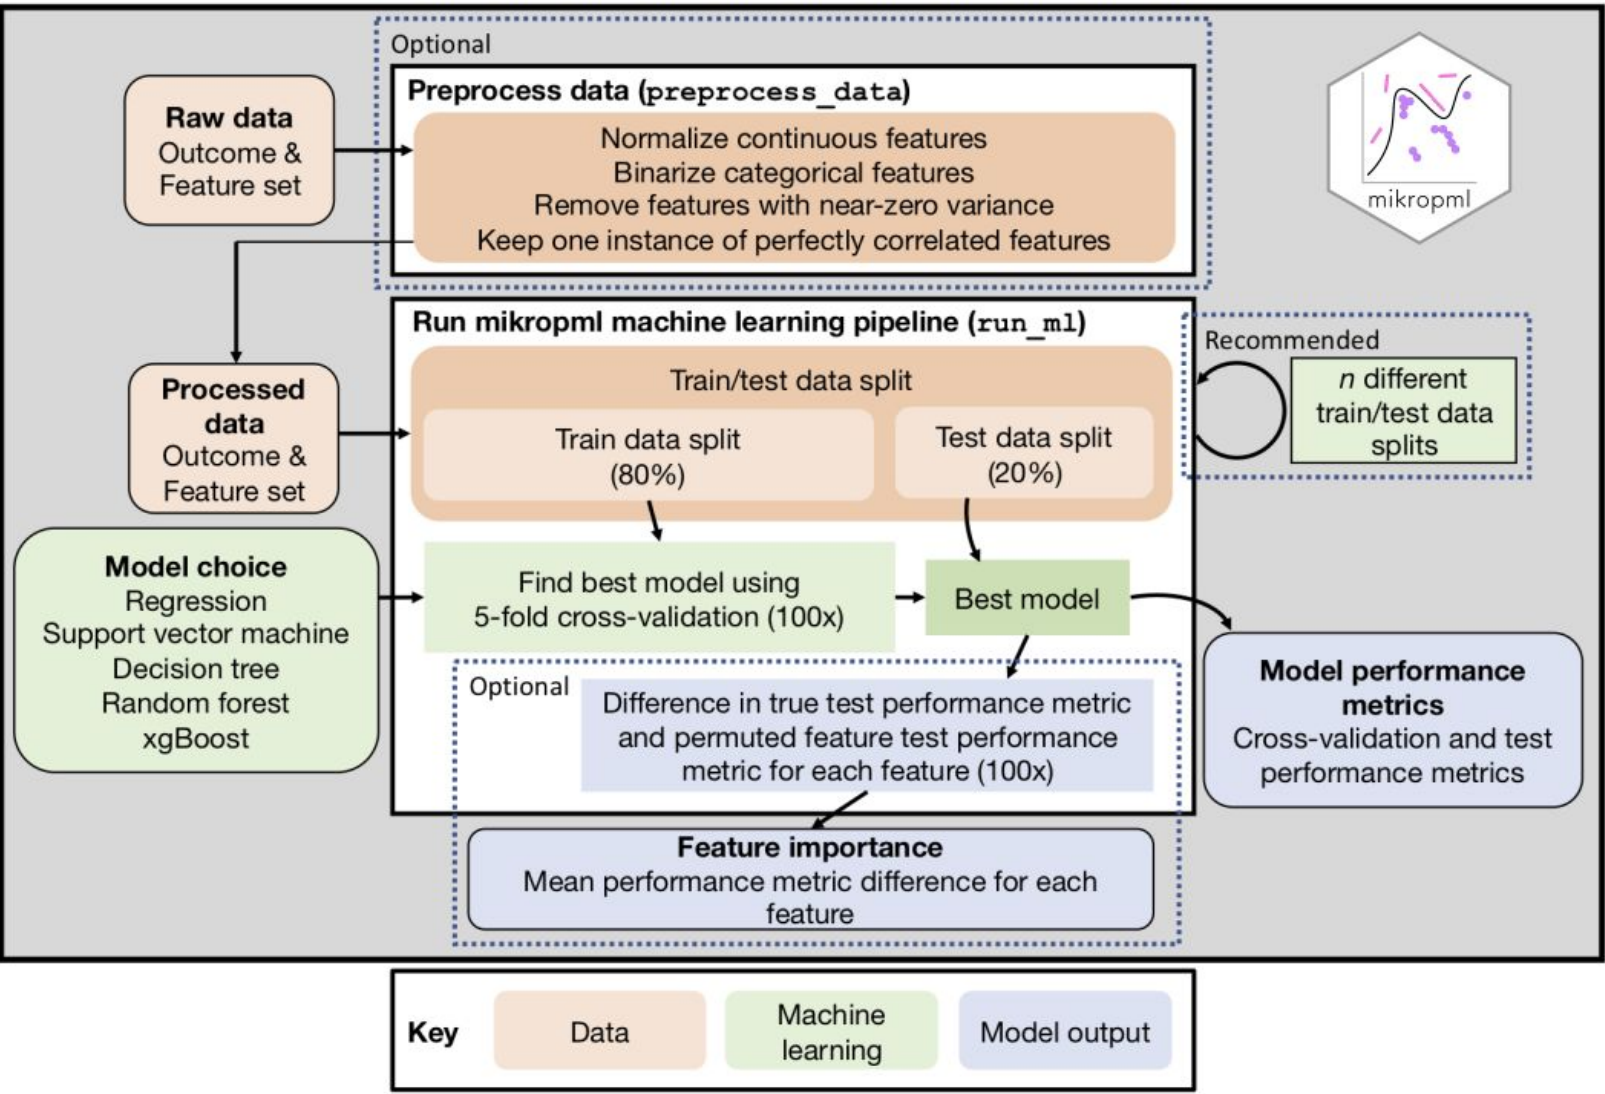 Optional
Preprocess data (preprocess_data)
Raw data
Outcome &
Feature set
Normalize continuous features
Binarize categorical features
Remove features with near-zero variance
Keep one instance of perfectly correlated features
mikropml
Run mikropml machine learning pipeline (run_ml)
Recommended
n different
train/test data
splits
Processed
data
Outcome &
Feature set
Train/test data split
Train data split
(80%)
Test data split
(20%)
Model choice
Regression
Support vector machine
Decision tree
Random forest
xgBoost
Find best model using
5-fold cross-validation (100x)
Best model
Model performance
metrics
Cross-validation and test
performance metrics
Optional
Difference in true test performance metric
and permuted feature test performance
metric for each feature (100x)
Feature importance
Mean performance metric difference for each
feature
Key
Data
Machine
learning
Model output